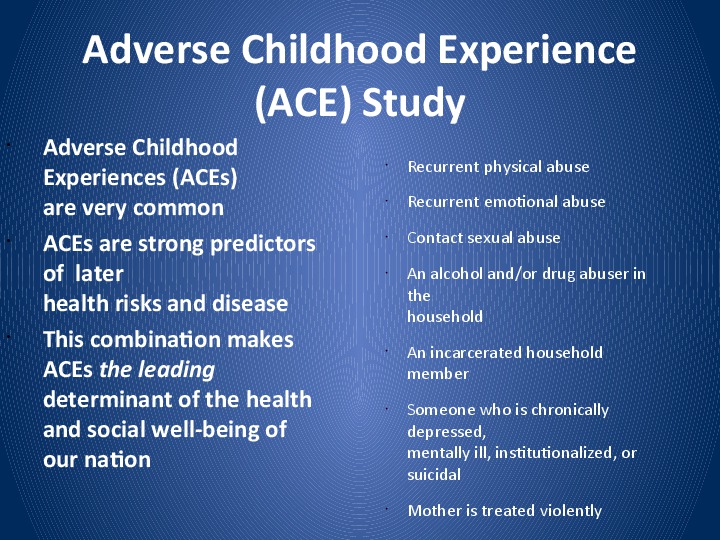 Adverse Childhood Experience
(ACE) Study
Adverse Childhood
Experiences (ACEs)
are very common
ACEs are strong predictors
of  later
health risks and disease
This combination makes
ACEs the leading
determinant of the health
and social well-being of
our nation
Recurrent physical abuse
Recurrent emotional abuse
Contact sexual abuse
An alcohol and/or drug abuser in
the
household
An incarcerated household
member
Someone who is chronically
depressed,
mentally ill, institutionalized, or
suicidal
Mother is treated violently